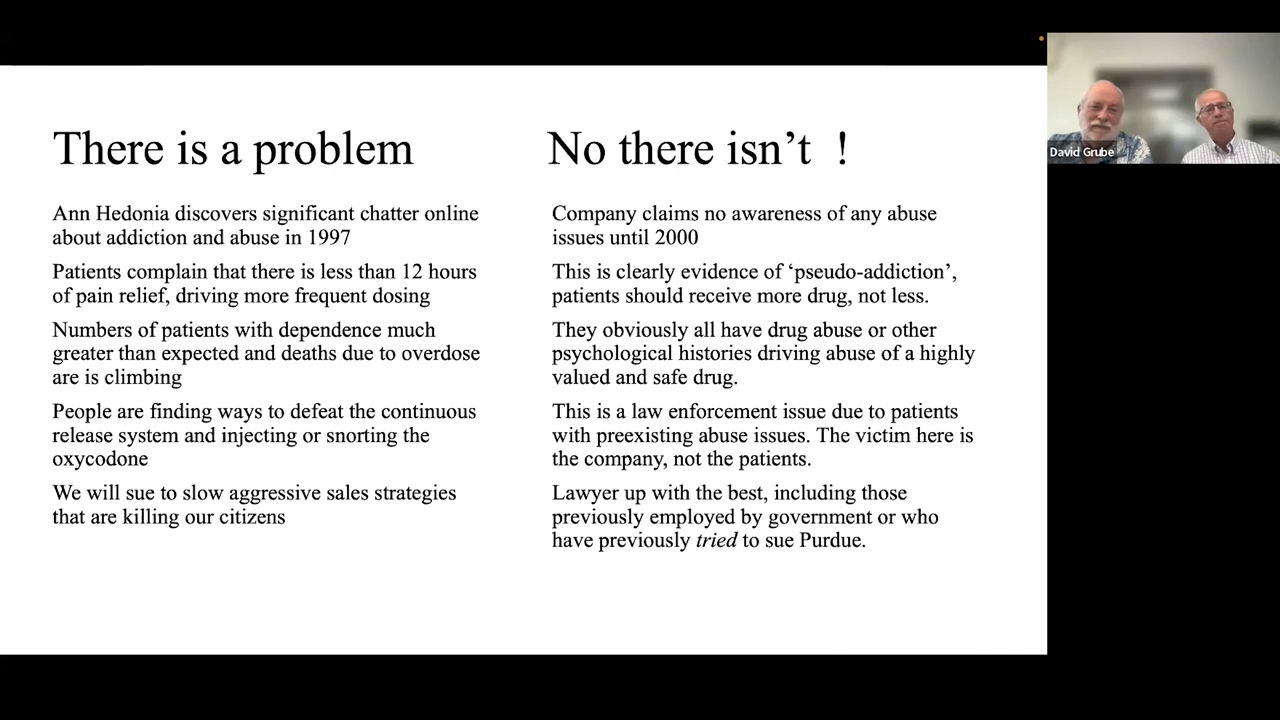 There is a problem
Ann Hedonia discovers significant chatter online
about addiction and abuse in 1997
Patients complain that there is less than 12 hours
of pain relief, driving more frequent dosing
Numbers of patients with dependence much
greater than expected and deaths due to overdose
are is climbing
People are finding ways to defeat the continuous
release system and injecting or snorting the
oxycodone
We will sue to slow aggressive sales strategies
that are killing our citizens
No there isn’t !
Company claims no awareness of any abuse
issues until 2000
This is clearly evidence of ‘pseudo-addiction’,
patients should receive more drug, not less.
They obviously all have drug abuse or other
psychological histories driving abuse of a highly
valued and safe drug.
This is a law enforcement issue due to patients
with preexisting abuse issues. The victim here is
the company, not the patients.
Lawyer up with the best, including those
previously employed by government or who
have previously tried to sue Purdue.
David Grube